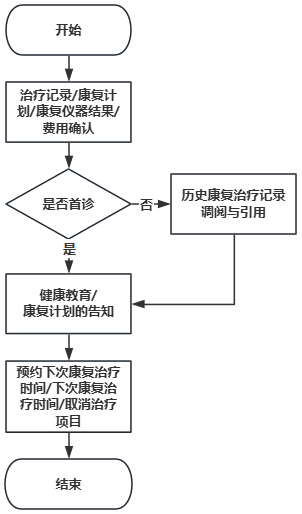 开始
治疗记录/康复计
划/康复仪器结果/
费用确认
是否首诊
否
历史康复治疗记录
调阅与引用
是
健康教育/
康复计划的告知
预约下次康复治疗
时间/下次康复治
疗时间/取消治疗
项目
结束